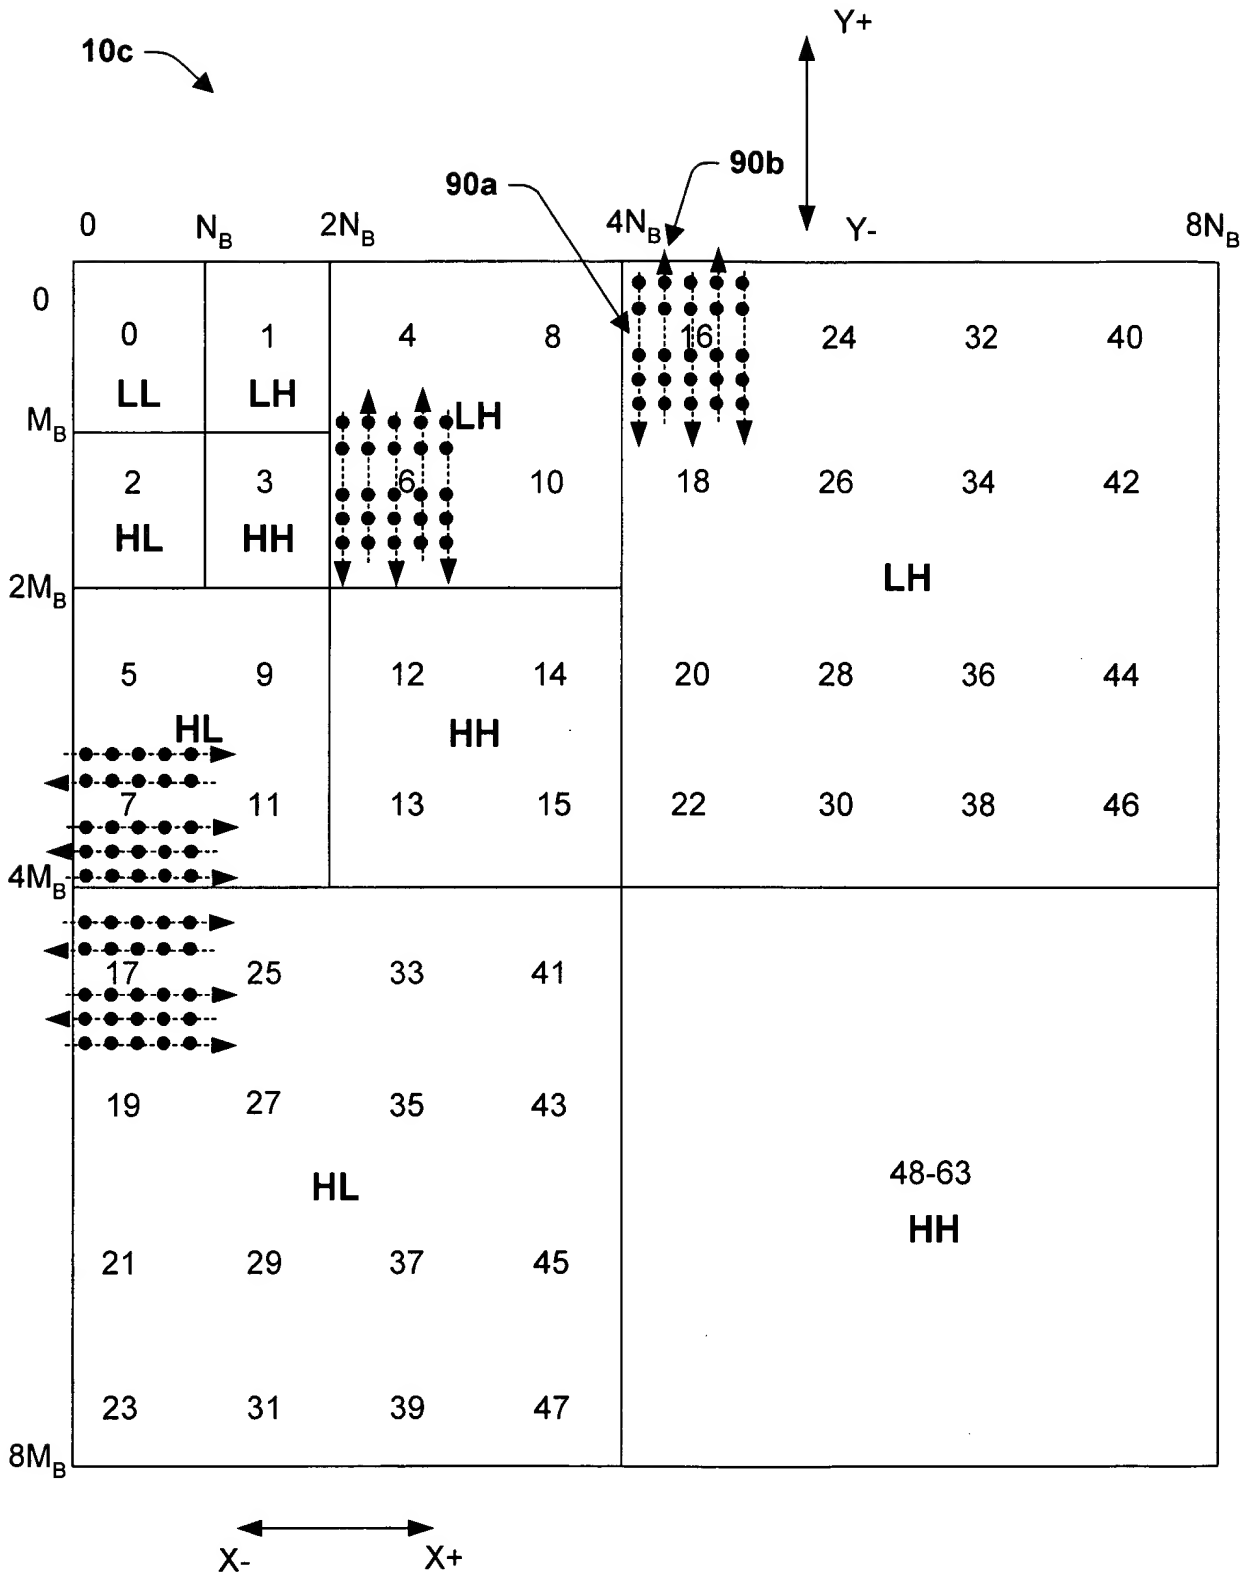 Y+
10c
90b
90a
0 N_B 2N_B 4N_B Y- 8N_B
0
0 1 4 8 16 24 32 40
LL LH LH
M_B
2 3 6 10 18 26 34 42
HL HH
LH
2M_B
5 9 12 14 20 28 36 44
HL HH
7 11 13 15 22 30 38 46
4M_B
17 25 33 41
19 27 35 43
48-63
HL
HH
21 29 37 45
23 31 39 47
8M_B
X- X+